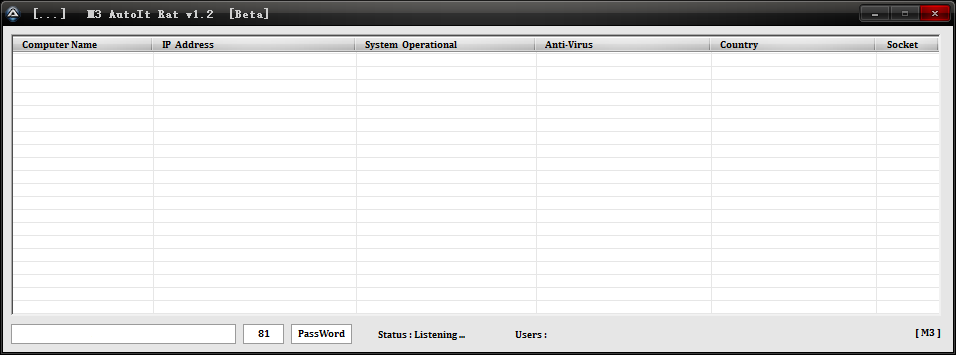 [...] M3 AutoIt Rat v1.2 [Beta]
Computer Name IP Address System Operational Anti-Virus Country Socket
81 PassWord Status : Listening ... Users : [ M3 ]